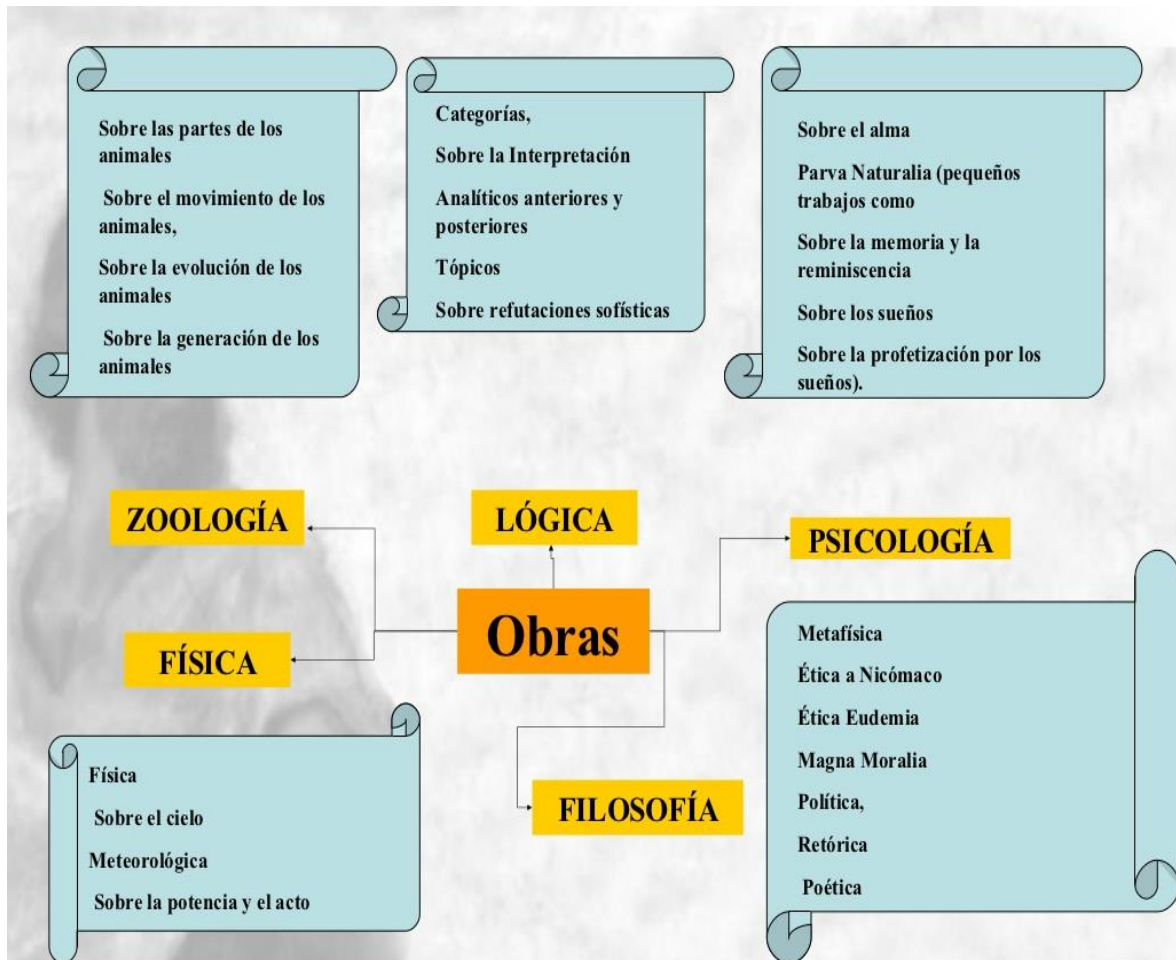 Sobre las partes de los
animales
Sobre el movimiento de los
animales,
Sobre la evolución de los
animales
Sobre la generación de los
animales
Categorías,
Sobre la Interpretación
Analíticos anteriores y
posteriores
Tópicos
Sobre refutaciones sofísticas
Sobre el alma
Parva Naturalia (pequeños
trabajos como
Sobre la memoria y la
reminiscencia
Sobre los sueños
Sobre la profetización por los
sueños).
ZOOLOGÍA
LÓGICA
PSICOLOGÍA
Obras
FÍSICA
FILOSOFÍA
Física
Sobre el cielo
Meteorológica
Sobre la potencia y el acto
Metafísica
Ética a Nicómaco
Ética Eudemia
Magna Moralia
Política,
Retórica
Poética